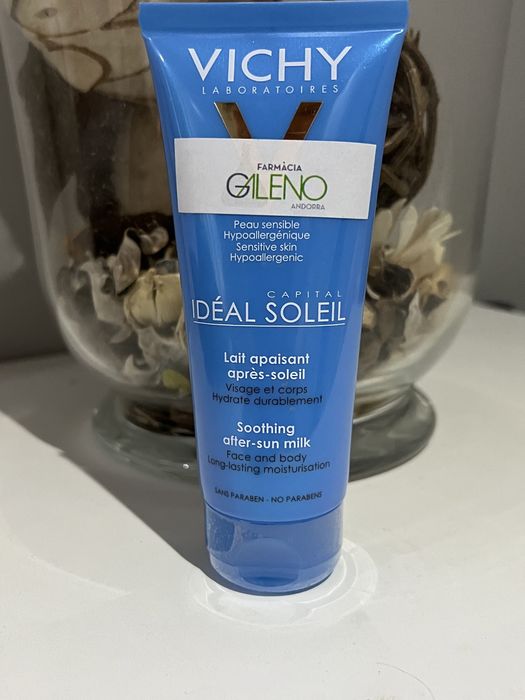 VICHY
LABORATOIRES
FARMÀCIA
GALENO
ANDORRA
Peau sensible
Hypoallergénique
Sensitive skin
Hypoallergenic
CAPITAL
IDÉAL SOLEIL
Lait apaisant
après-soleil
Visage et corps
Hydrate durablement
Soothing
after-sun milk
Face and body
Long-lasting moisturisation
SANS PARABEN - NO PARABENS